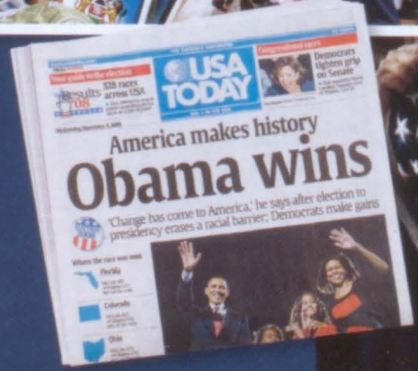 Your guide to the election
Results '08
528 races
across USA
USA
TODAY
Congressional races
Democrats
tighten grip
on Senate
America makes history
Obama wins
'Change has come to America,' he says after election to
presidency erases a racial barrier; Democrats make gains
Where the race was won
Florida
Colorado
Ohio